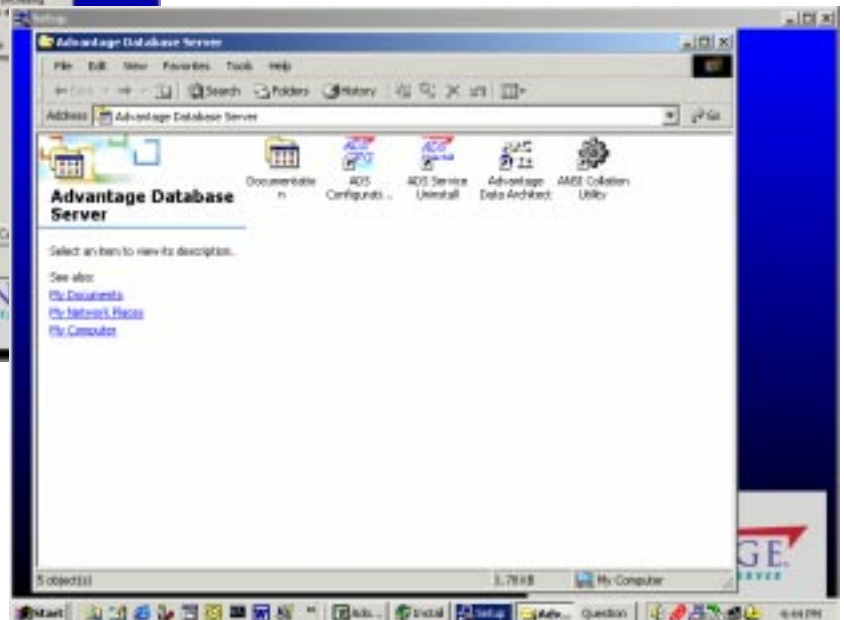 Setup
Advantage Database Server
File Edit View Favorites Tools Help
Search Folders History
Address Advantage Database Server Go
Documentatio
n
ADS
Configurati...
ADS Service
Uninstall
Advantage
Data Architect
ANSI Collation
Utility
Advantage Database
Server
Select an item to view its description.
See also:
My Documents
My Network Places
My Computer
5 object(s) My Computer
GE
Start Install Setup Adv... Question